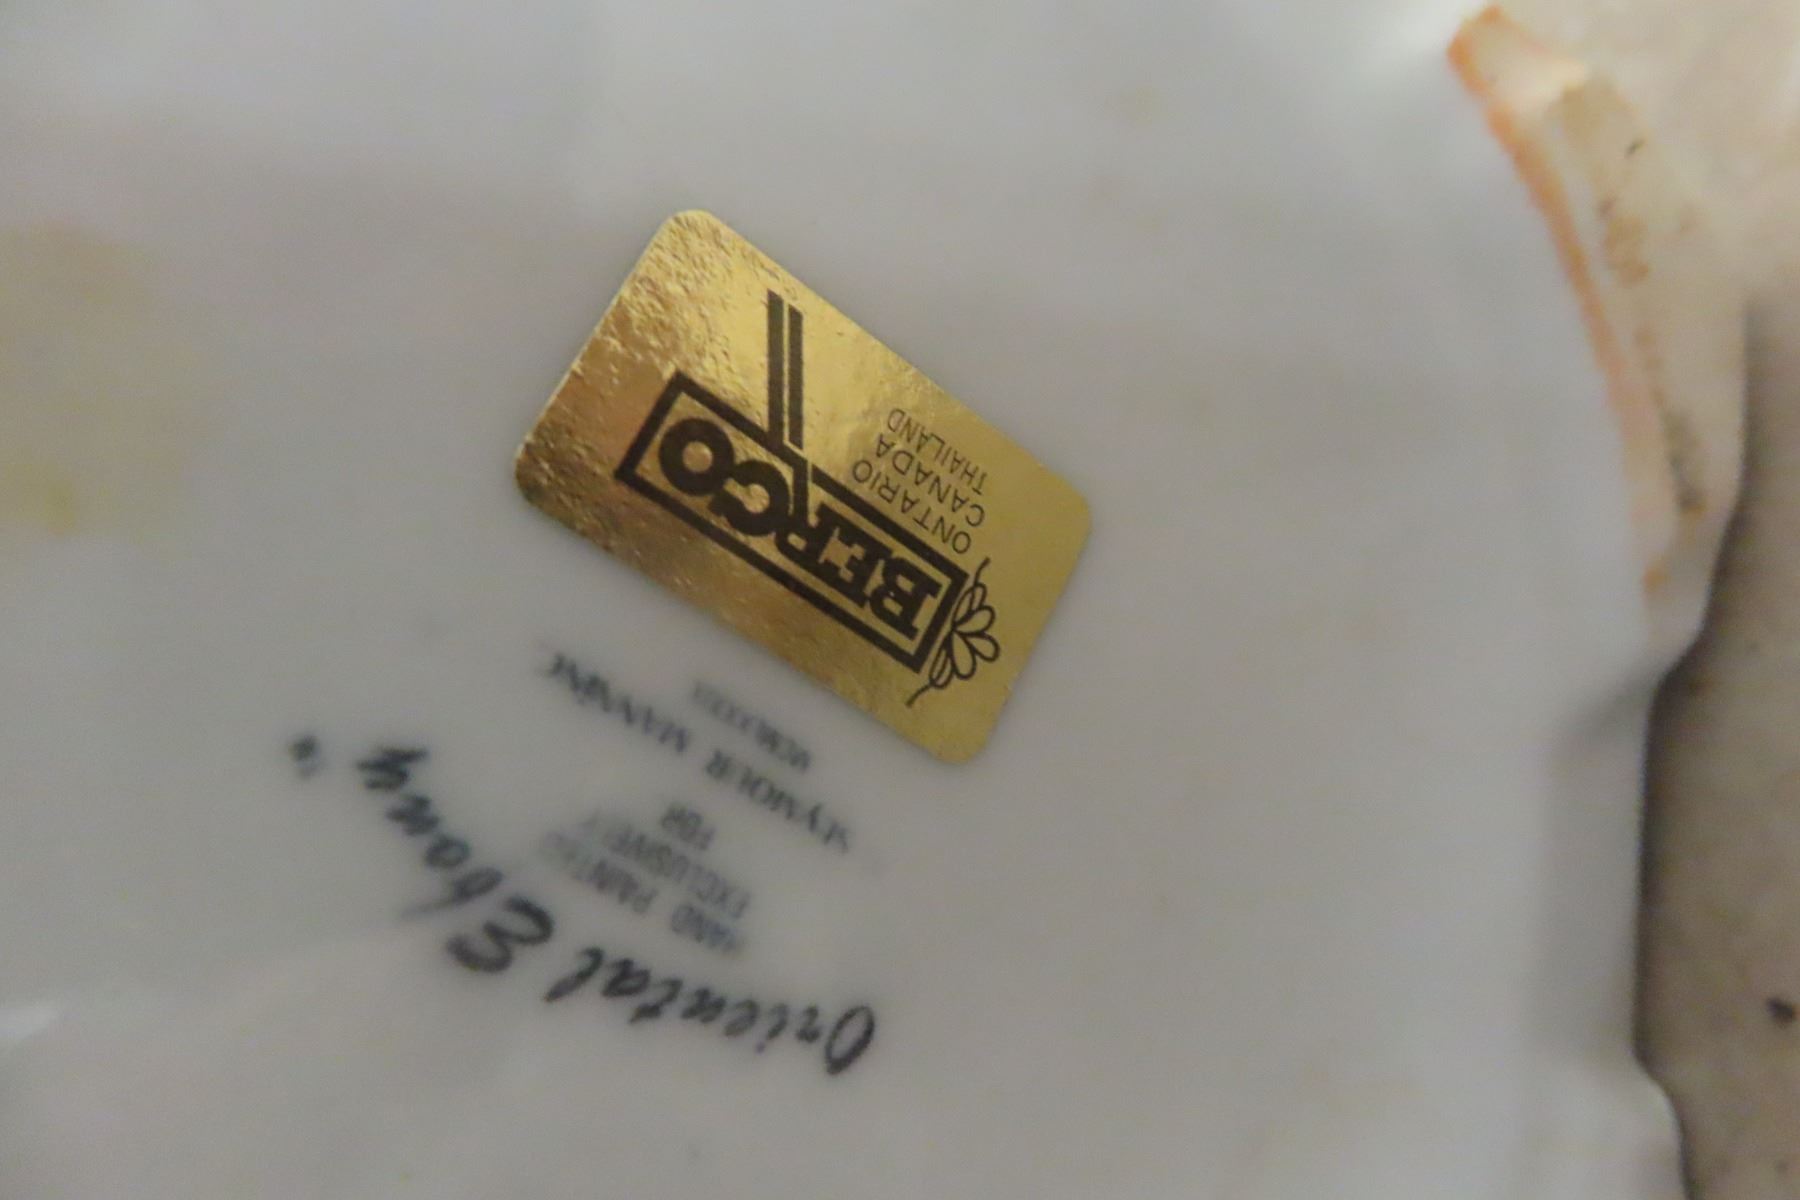 BERCO
ONTARIO
CANADA
THAILAND
Oriental Ebony"
HAND PAINTED
EXCLUSIVELY
FOR
SEYMOUR MANN, INC.